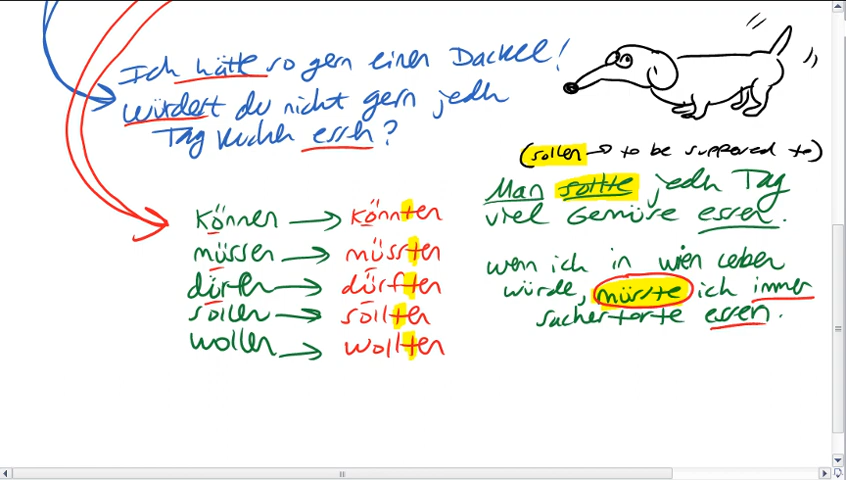 Ich hätte so gern einen Dackel!
Würdest du nicht gern jeden
Tag Kuchen essen?
(sollen → to be supposed to)
Man sollte jeden Tag
viel Gemüse essen.
können → könnten
müssen → müssten
dürfen → dürften
sollen → sollten
wollen → wollten
wenn ich in Wien leben
würde, müsste ich immer
Sachertorte essen.